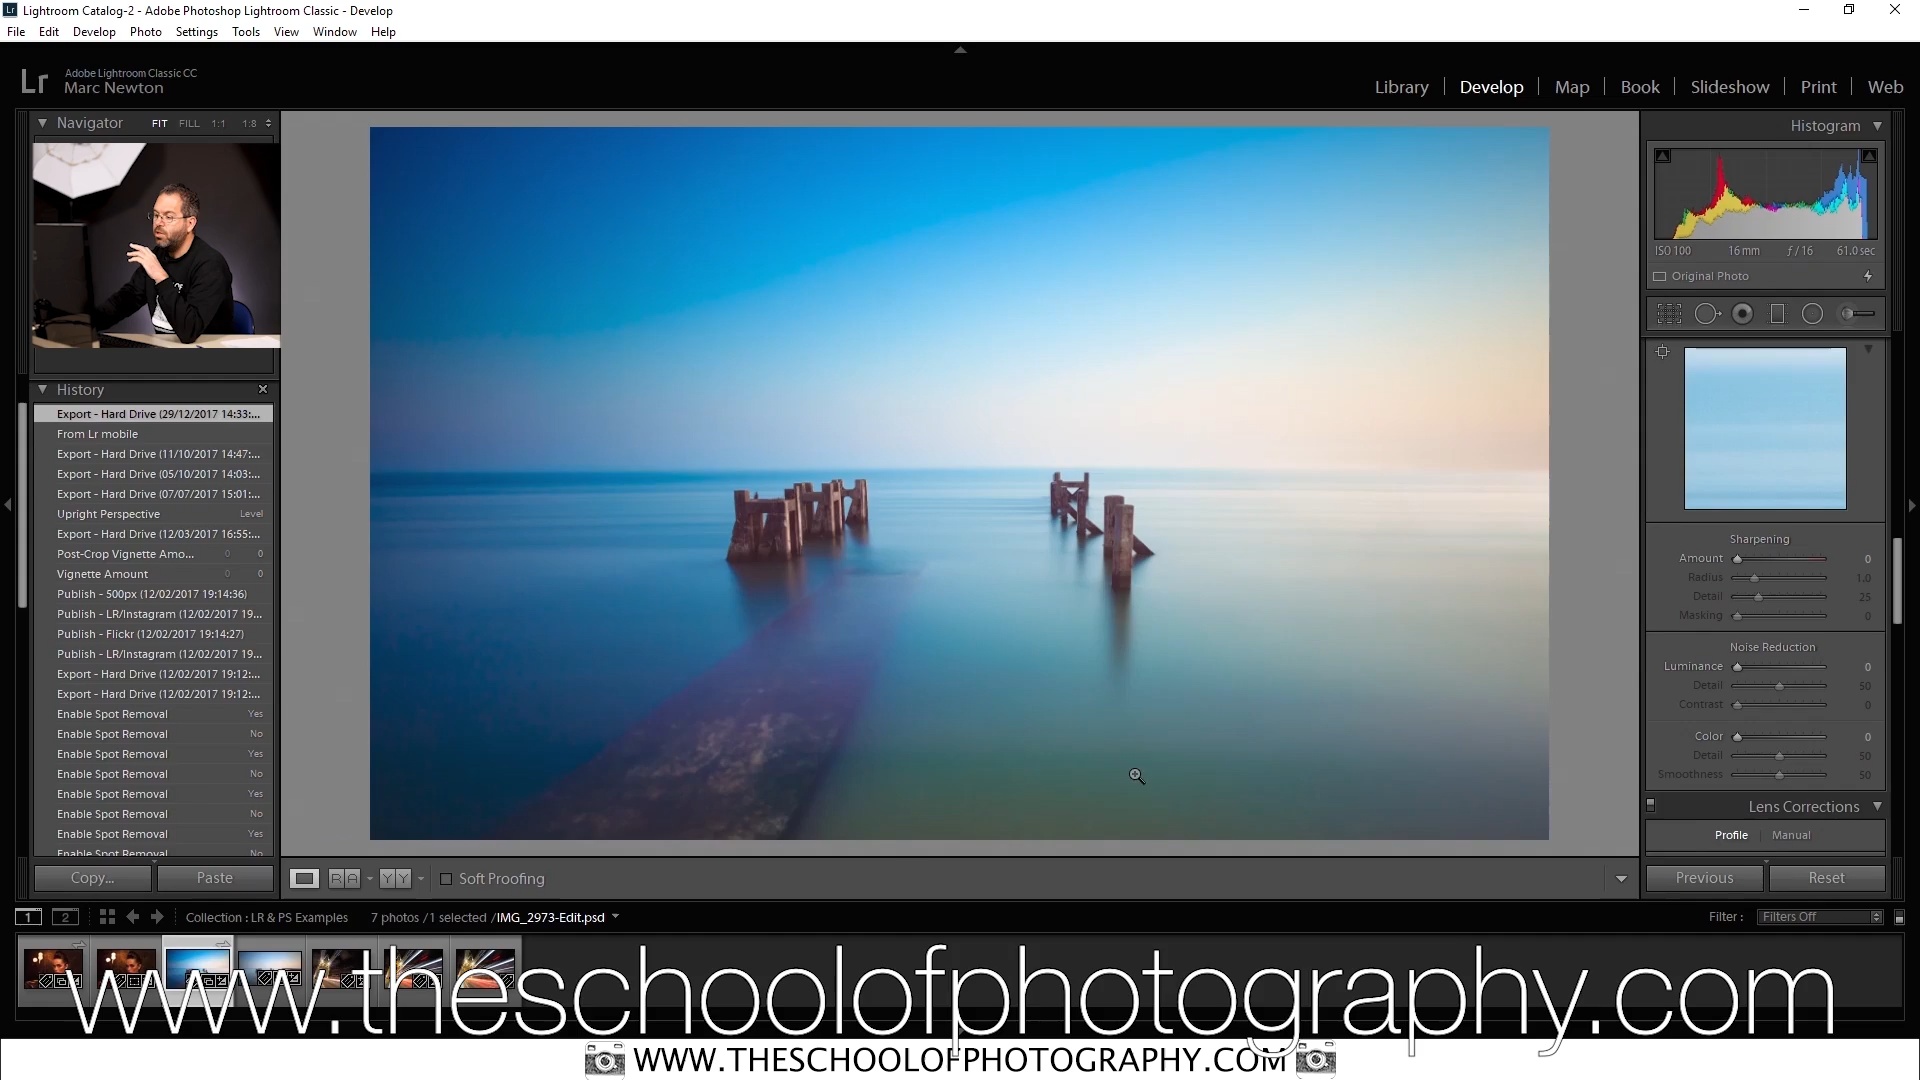 Lr Lightroom Catalog-2 - Adobe Photoshop Lightroom Classic - Develop
File Edit Develop Photo Settings Tools View Window Help
Lr
Adobe Lightroom Classic CC
Marc Newton
Library Develop Map Book Slideshow Print Web
Navigator FIT FILL 1:1 1:8
Histogram
ISO 100 16 mm ƒ / 16 61.0 sec
Original Photo
History
Export - Hard Drive (29/12/2017 14:33:...
From Lr mobile
Export - Hard Drive (11/10/2017 14:47:...
Export - Hard Drive (05/10/2017 14:03:...
Export - Hard Drive (07/07/2017 15:01:...
Upright Perspective Level
Export - Hard Drive (12/03/2017 16:55:...
Post-Crop Vignette Amo... 0 0
Vignette Amount 0 0
Publish - 500px (12/02/2017 19:14:36)
Publish - LR/Instagram (12/02/2017 19...
Publish - Flickr (12/02/2017 19:14:27)
Publish - LR/Instagram (12/02/2017 19...
Export - Hard Drive (12/02/2017 19:12:...
Export - Hard Drive (12/02/2017 19:12:...
Enable Spot Removal Yes
Enable Spot Removal No
Enable Spot Removal Yes
Enable Spot Removal No
Enable Spot Removal Yes
Enable Spot Removal No
Enable Spot Removal Yes
Enable Spot Removal No
Copy... Paste
Sharpening
Amount 0
Radius 1.0
Detail 25
Masking 0
Noise Reduction
Luminance 0
Detail 50
Contrast 0
Color 0
Detail 50
Smoothness 50
Lens Corrections
Profile Manual
Previous Reset
R A Y Y Soft Proofing
1 2 Collection : LR & PS Examples 7 photos / 1 selected / IMG_2973-Edit.psd
Filter : Filters Off
www.theschoolofphotography.com
WWW.THESCHOOLOFPHOTOGRAPHY.COM